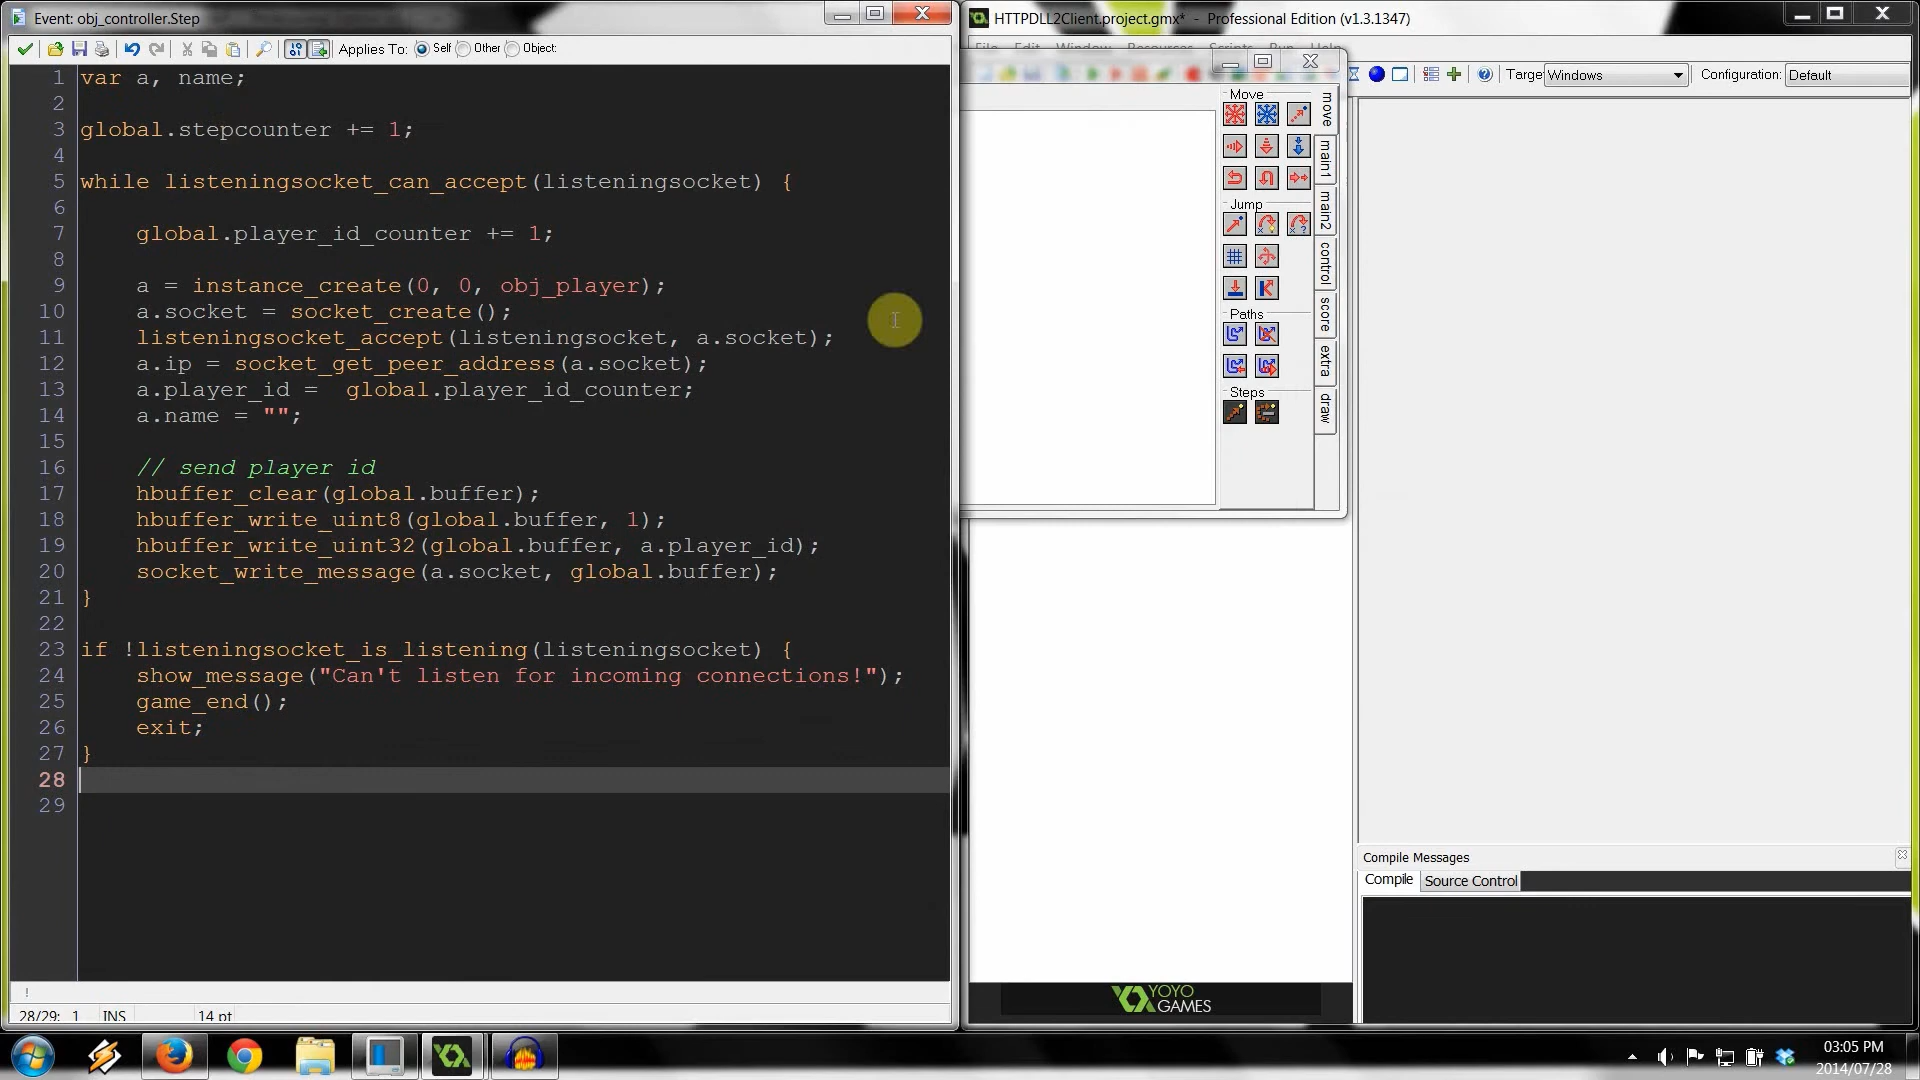 Event: obj_controller.Step
Applies To: Self Other Object:
1 var a, name;
2
3 global.stepcounter += 1;
4
5 while listeningsocket_can_accept(listeningsocket) {
6
7 global.player_id_counter += 1;
8
9 a = instance_create(0, 0, obj_player);
10 a.socket = socket_create();
11 listeningsocket_accept(listeningsocket, a.socket);
12 a.ip = socket_get_peer_address(a.socket);
13 a.player_id =  global.player_id_counter;
14 a.name = "";
15
16 // send player id
17 hbuffer_clear(global.buffer);
18 hbuffer_write_uint8(global.buffer, 1);
19 hbuffer_write_uint32(global.buffer, a.player_id);
20 socket_write_message(a.socket, global.buffer);
21 }
22
23 if !listeningsocket_is_listening(listeningsocket) {
24 show_message("Can't listen for incoming connections!");
25 game_end();
26 exit;
27 }
28
29
!
28/29: 1 INS 14 pt
HTTPDLL2Client.project.gmx* - Professional Edition (v1.3.1347)
File Edit Window Resources Scripts Run Help
Targe Windows Configuration: Default
Move
Jump
Paths
Steps
move
main1
main2
control
score
extra
draw
Compile Messages
Compile Source Control
YOYO
GAMES
03:05 PM
2014/07/28